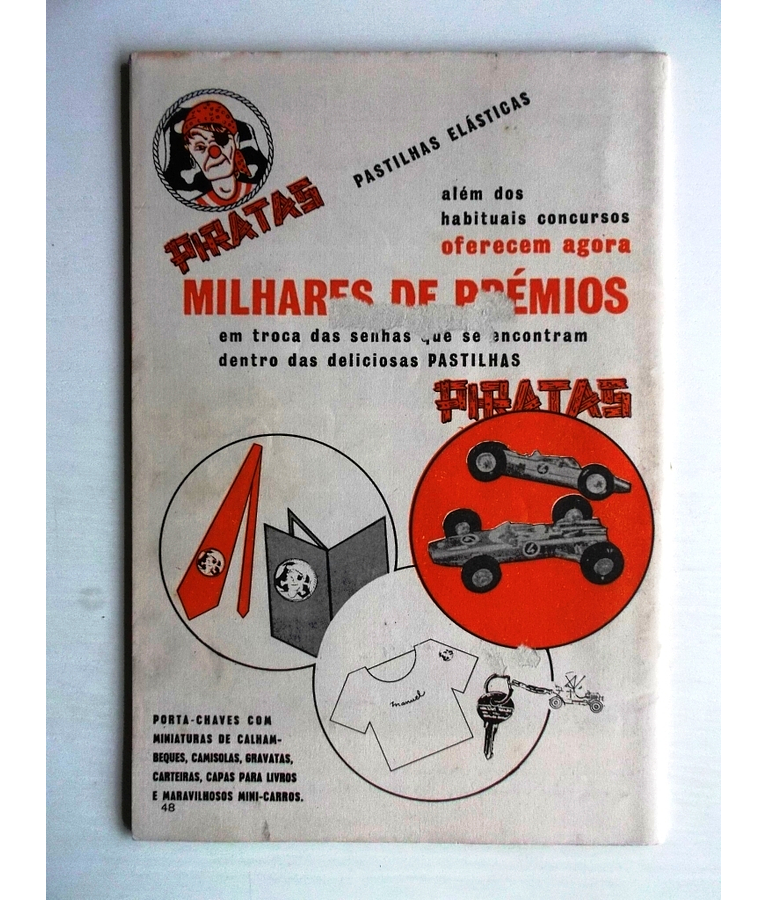 PIRATAS
PASTILHAS ELÁSTICAS
além dos
habituais concursos
oferecem agora
MILHARES DE PRÉMIOS
em troca das senhas que se encontram
dentro das deliciosas PASTILHAS
PIRATAS
4
4
manuel
PORTA-CHAVES COM
MINIATURAS DE CALHAM-
BEQUES, CAMISOLAS, GRAVATAS,
CARTEIRAS, CAPAS PARA LIVROS
E MARAVILHOSOS MINI-CARROS.
48